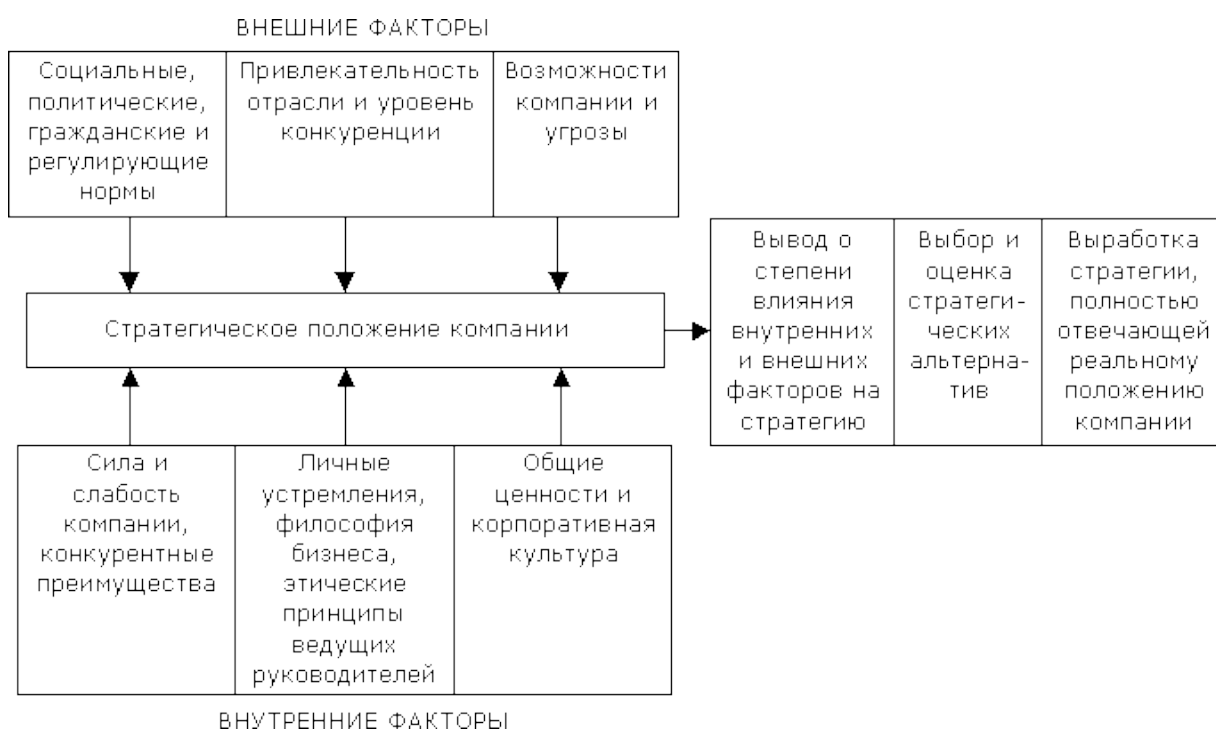 ВНЕШНИЕ ФАКТОРЫ
Социальные,
политические,
гражданские и
регулирующие
нормы
Привлекательность
отрасли и уровень
конкуренции
Возможности
компании и
угрозы
Стратегическое положение компании
Вывод о
степени
влияния
внутренних
и внешних
факторов на
стратегию
Выбор и
оценка
стратеги-
ческих
альтерна-
тив
Выработка
стратегии,
полностью
отвечающей
реальному
положению
компании
Сила и
слабость
компании,
конкурентные
преимущества
Личные
устремления,
философия
бизнеса,
этические
принципы
ведущих
руководителей
Общие
ценности и
корпоративная
культура
ВНУТРЕННИЕ ФАКТОРЫ